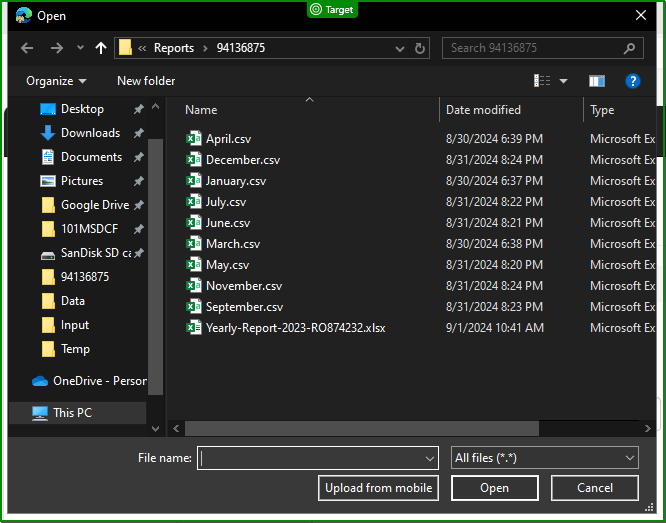 Target
Open
« Reports > 94136875
Search 94136875
Organize
New folder
?
Desktop
Downloads
Documents
Pictures
Google Drive
101MSDCF
SanDisk SD ca
94136875
Data
Input
Temp
OneDrive - Person
This PC
Name Date modified Type
April.csv 8/30/2024 6:39 PM Microsoft Ex
December.csv 8/31/2024 8:24 PM Microsoft Ex
January.csv 8/30/2024 6:37 PM Microsoft Ex
July.csv 8/31/2024 8:22 PM Microsoft Ex
June.csv 8/31/2024 8:21 PM Microsoft Ex
March.csv 8/30/2024 6:38 PM Microsoft Ex
May.csv 8/31/2024 8:20 PM Microsoft Ex
November.csv 8/31/2024 8:24 PM Microsoft Ex
September.csv 8/31/2024 8:23 PM Microsoft Ex
Yearly-Report-2023-RO874232.xlsx 9/1/2024 10:41 AM Microsoft Ex
File name:
All files (*.*)
Upload from mobile
Open
Cancel